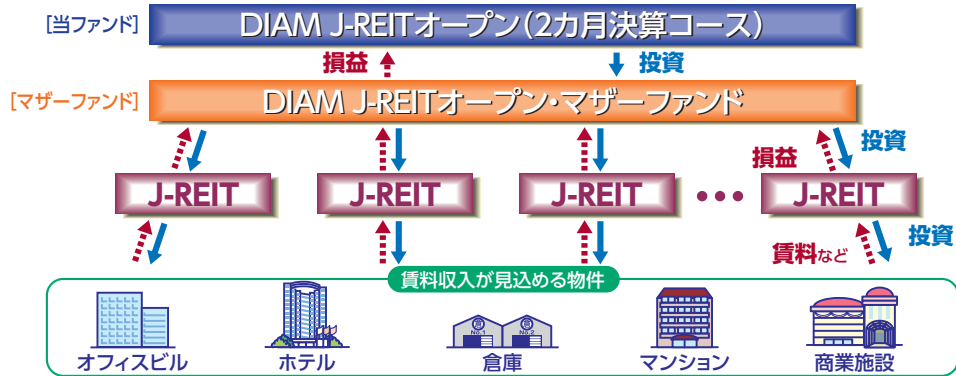 [当ファンド]
DIAM J-REITオープン(2カ月決算コース)
損益
投資
[マザーファンド]
DIAM J-REITオープン・マザーファンド
損益
投資
J-REIT
J-REIT
J-REIT
•••
J-REIT
賃料など
投資
賃料収入が見込める物件
No.1
No.2
オフィスビル
ホテル
倉庫
マンション
商業施設